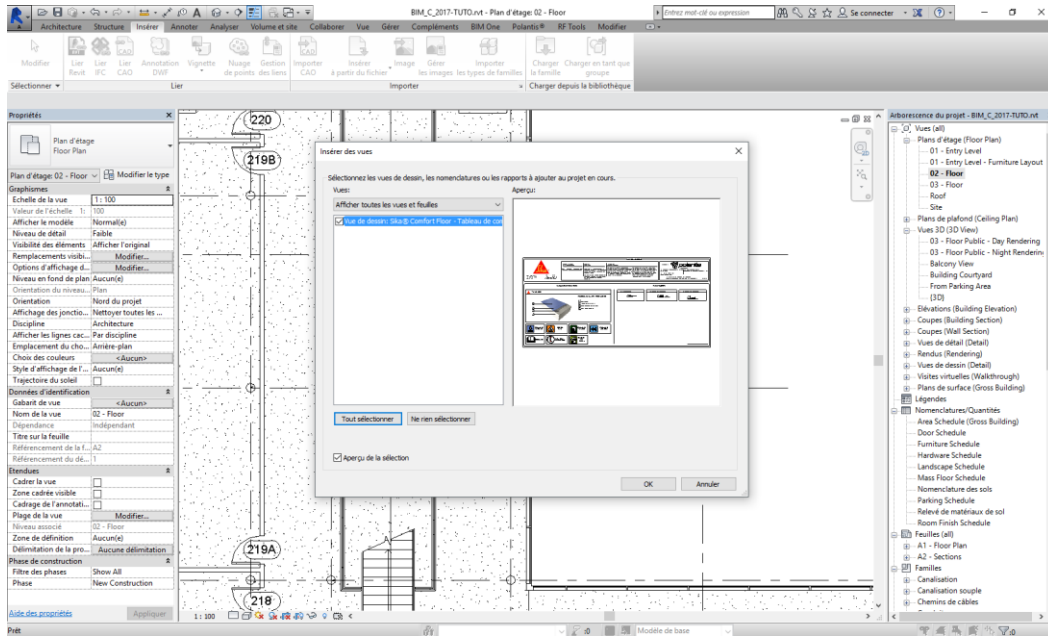 BIM_C_2017-TUTO.rvt - Plan d'étage: 02 - Floor
Entrez mot-clé ou expression
Se connecter
Architecture Structure Insérer Annoter Analyser Volume et site Collaborer Vue Gérer Compléments BIM One Polantis® RF Tools Modifier
Modifier
Lier Revit
Lier IFC
Lier CAO
Annotation DWF
Vignette
Nuage de points
Gestion des liens
Importer CAO
Insérer à partir du fichier
Image
Gérer les images
Importer les types de familles
Charger la famille
Charger en tant que groupe
Sélectionner
Lier
Importer
Charger depuis la bibliothèque
Propriétés
Plan d'étage
Floor Plan
Plan d'étage: 02 - Floor
Modifier le type
Graphismes
Echelle de la vue 1 : 100
Valeur de l'échelle 1: 100
Afficher le modèle Normal(e)
Niveau de détail Faible
Visibilité des éléments Afficher l'original
Remplacements visibi... Modifier...
Options d'affichage d... Modifier...
Niveau en fond de plan Aucun(e)
Orientation du niveau... Plan
Orientation Nord du projet
Affichage des jonctio... Nettoyer toutes les ...
Discipline Architecture
Afficher les lignes cac... Par discipline
Emplacement du cho... Arrière-plan
Choix des couleurs <Aucun>
Style d'affichage de l'... Aucun(e)
Trajectoire du soleil
Données d'identification
Gabarit de vue <Aucun>
Nom de la vue 02 - Floor
Dépendance Indépendant
Titre sur la feuille
Référencement de la f... A2
Référencement du dé... 1
Etendues
Cadrer la vue
Zone cadrée visible
Cadrage de l'annotati...
Plage de la vue Modifier...
Niveau associé 02 - Floor
Zone de définition Aucun(e)
Délimitation de la pro... Aucune délimitation
Phase de construction
Filtre des phases Show All
Phase New Construction
Aide des propriétés
Appliquer
Prêt
220
219B
219A
218
1 : 100
:0
Modèle de base
Insérer des vues
Sélectionnez les vues de dessin, les nomenclatures ou les rapports à ajouter au projet en cours.
Vues:
Aperçu:
Afficher toutes les vues et feuilles
Vue de dessin: Sika® Comfort Floor - Tableau de con
polantis
Tout sélectionner
Ne rien sélectionner
Aperçu de la sélection
OK
Annuler
Arborescence du projet - BIM_C_2017-TUTO.rvt
Vues (all)
Plans d'étage (Floor Plan)
01 - Entry Level
01 - Entry Level - Furniture Layout
02 - Floor
03 - Floor
Roof
Site
Plans de plafond (Ceiling Plan)
Vues 3D (3D View)
03 - Floor Public - Day Rendering
03 - Floor Public - Night Rendering
Balcony View
Building Courtyard
From Parking Area
{3D}
Elévations (Building Elevation)
Coupes (Building Section)
Coupes (Wall Section)
Vues de détail (Detail)
Rendus (Rendering)
Vues de dessin (Detail)
Visites virtuelles (Walkthrough)
Plans de surface (Gross Building)
Légendes
Nomenclatures/Quantités
Area Schedule (Gross Building)
Door Schedule
Furniture Schedule
Hardware Schedule
Landscape Schedule
Mass Floor Schedule
Nomenclature des sols
Parking Schedule
Relevé de matériaux de sol
Room Finish Schedule
Feuilles (all)
A1 - Floor Plan
A2 - Sections
Familles
Canalisation
Canalisation souple
Chemins de câbles
:0